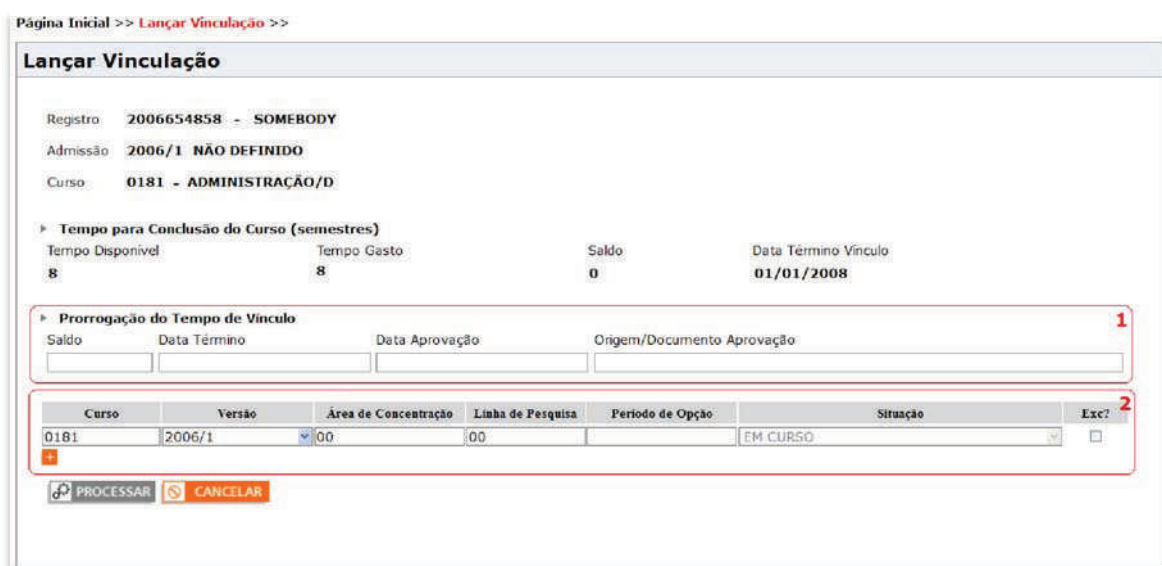 Página Inicial >> Lançar Vinculação >>
Lançar Vinculação
Registro 2006654858 - SOMEBODY
Admissão 2006/1 NÃO DEFINIDO
Curso 0181 - ADMINISTRAÇÃO/D
Tempo para Conclusão do Curso (semestres)
Tempo Disponível Tempo Gasto Saldo Data Término Vínculo
8 8 0 01/01/2008
Prorrogação do Tempo de Vínculo 1
Saldo Data Término Data Aprovação Origem/Documento Aprovação
Curso Versão Área de Concentração Linha de Pesquisa Período de Opção Situação Exc? 2
0181 2006/1 00 00 EM CURSO
+
PROCESSAR CANCELAR